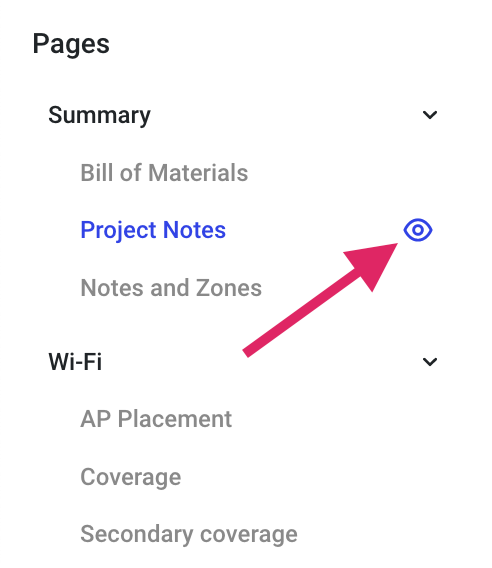 Pages
Summary
Bill of Materials
Project Notes
Notes and Zones
Wi-Fi
AP Placement
Coverage
Secondary coverage